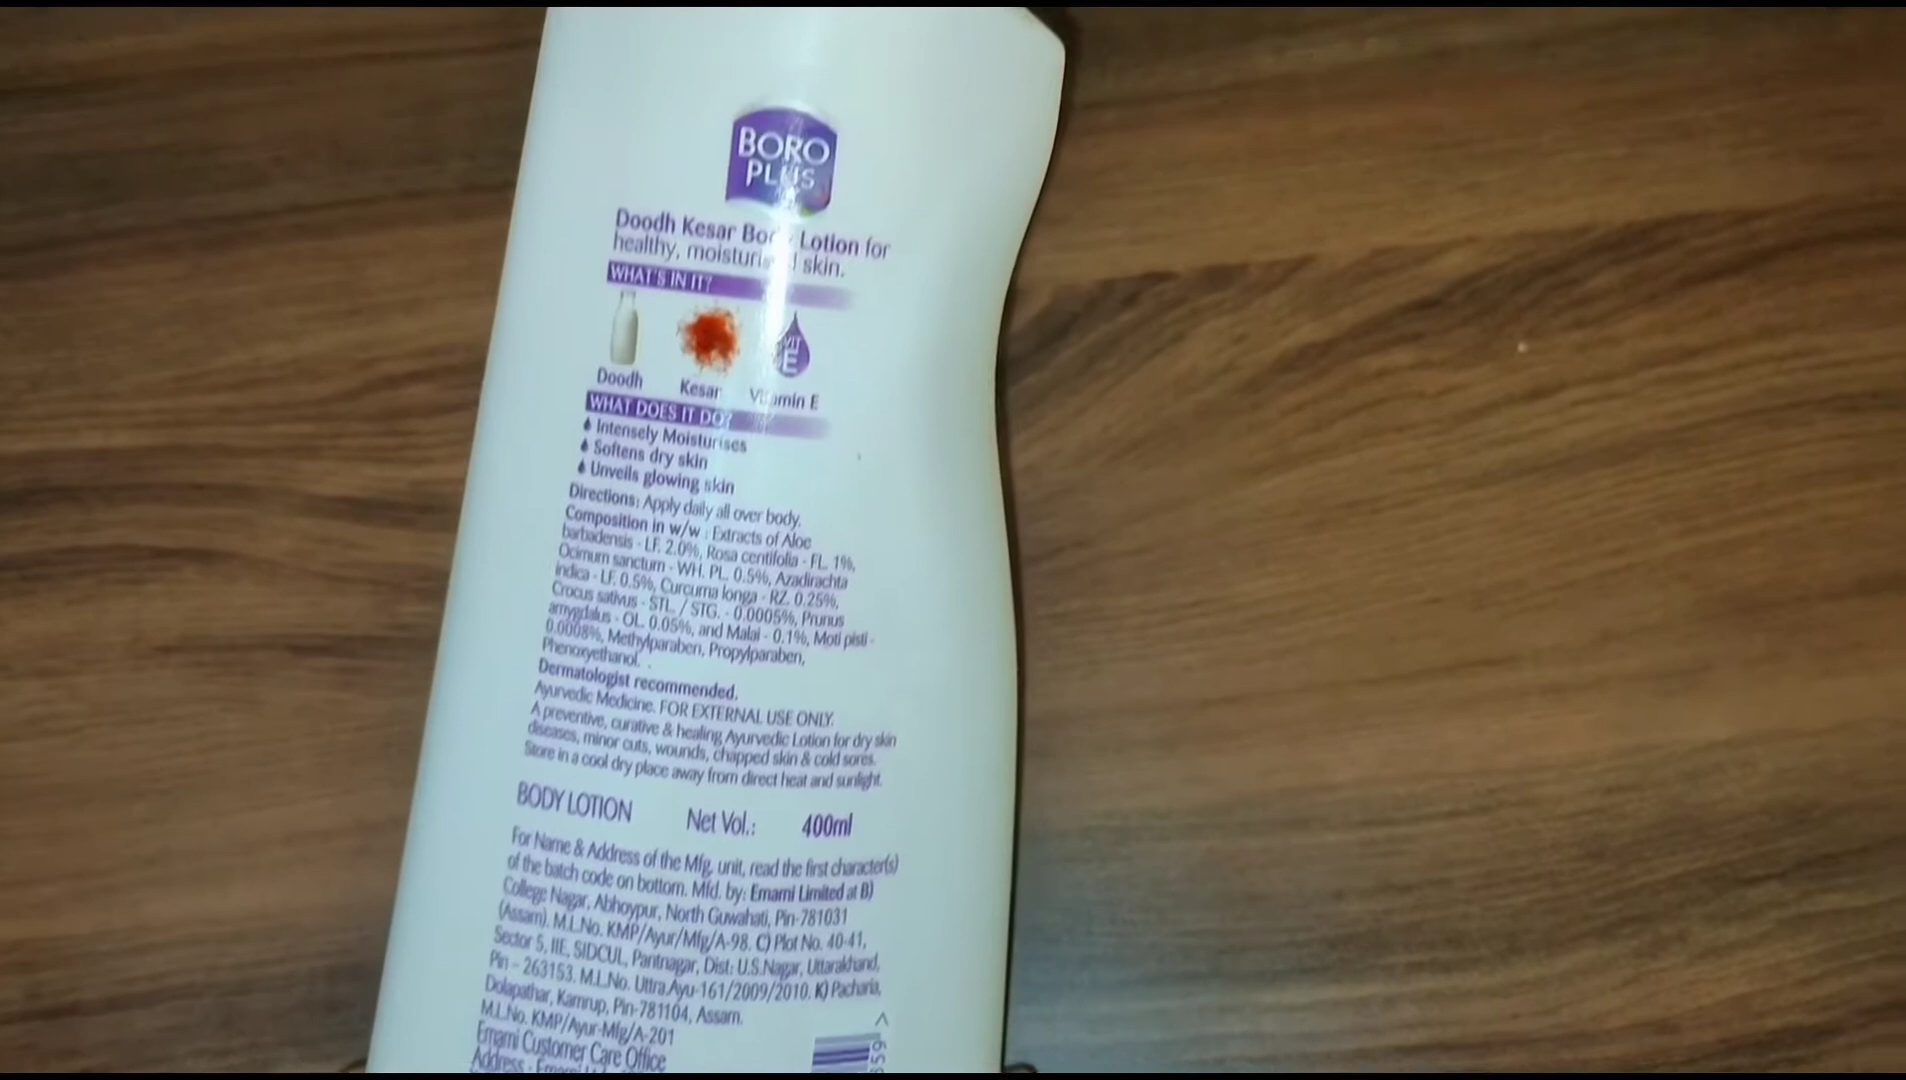 BORO
PLUS
Doodh Kesar Body Lotion for
healthy, moisturised skin.
WHAT'S IN IT?
VIT
E
Doodh Kesar Vitamin E
WHAT DOES IT DO?
Intensely Moisturises
Softens dry skin
Unveils glowing skin
Directions: Apply daily all over body.
Composition in w/w : Extracts of Aloe
barbadensis - LF. 2.0%, Rosa centifolia - FL. 1%,
Ocimum sanctum - WH. PL. 0.5%, Azadirachta
indica - LF. 0.5%, Curcuma longa - RZ. 0.25%,
Crocus sativus - STL. / STG. - 0.0005%, Prunus
amygdalus - OL. 0.05%, and Malai - 0.1%, Moti pisti -
0.0008%, Methylparaben, Propylparaben,
Phenoxyethanol.
Dermatologist recommended.
Ayurvedic Medicine. FOR EXTERNAL USE ONLY.
A preventive, curative & healing Ayurvedic Lotion for dry skin
diseases, minor cuts, wounds, chapped skin & cold sores.
Store in a cool dry place away from direct heat and sunlight.
BODY LOTION Net Vol.: 400ml
For Name & Address of the Mfg. unit, read the first character(s)
of the batch code on bottom. Mfd. by: Emami Limited at B)
College Nagar, Abhoypur, North Guwahati, Pin-781031
(Assam). M.L.No. KMP/Ayur/Mfg/A-98. C) Plot No. 40-41,
Sector 5, IIE, SIDCUL, Pantnagar, Dist: U.S.Nagar, Uttarakhand,
Pin - 263153. M.L.No. Uttra.Ayu-161/2009/2010. K) Pacharia,
Dolapathar, Kamrup, Pin-781104, Assam.
M.L.No. KMP/Ayur-Mfg/A-201
Emami Customer Care Office
Address - Emami